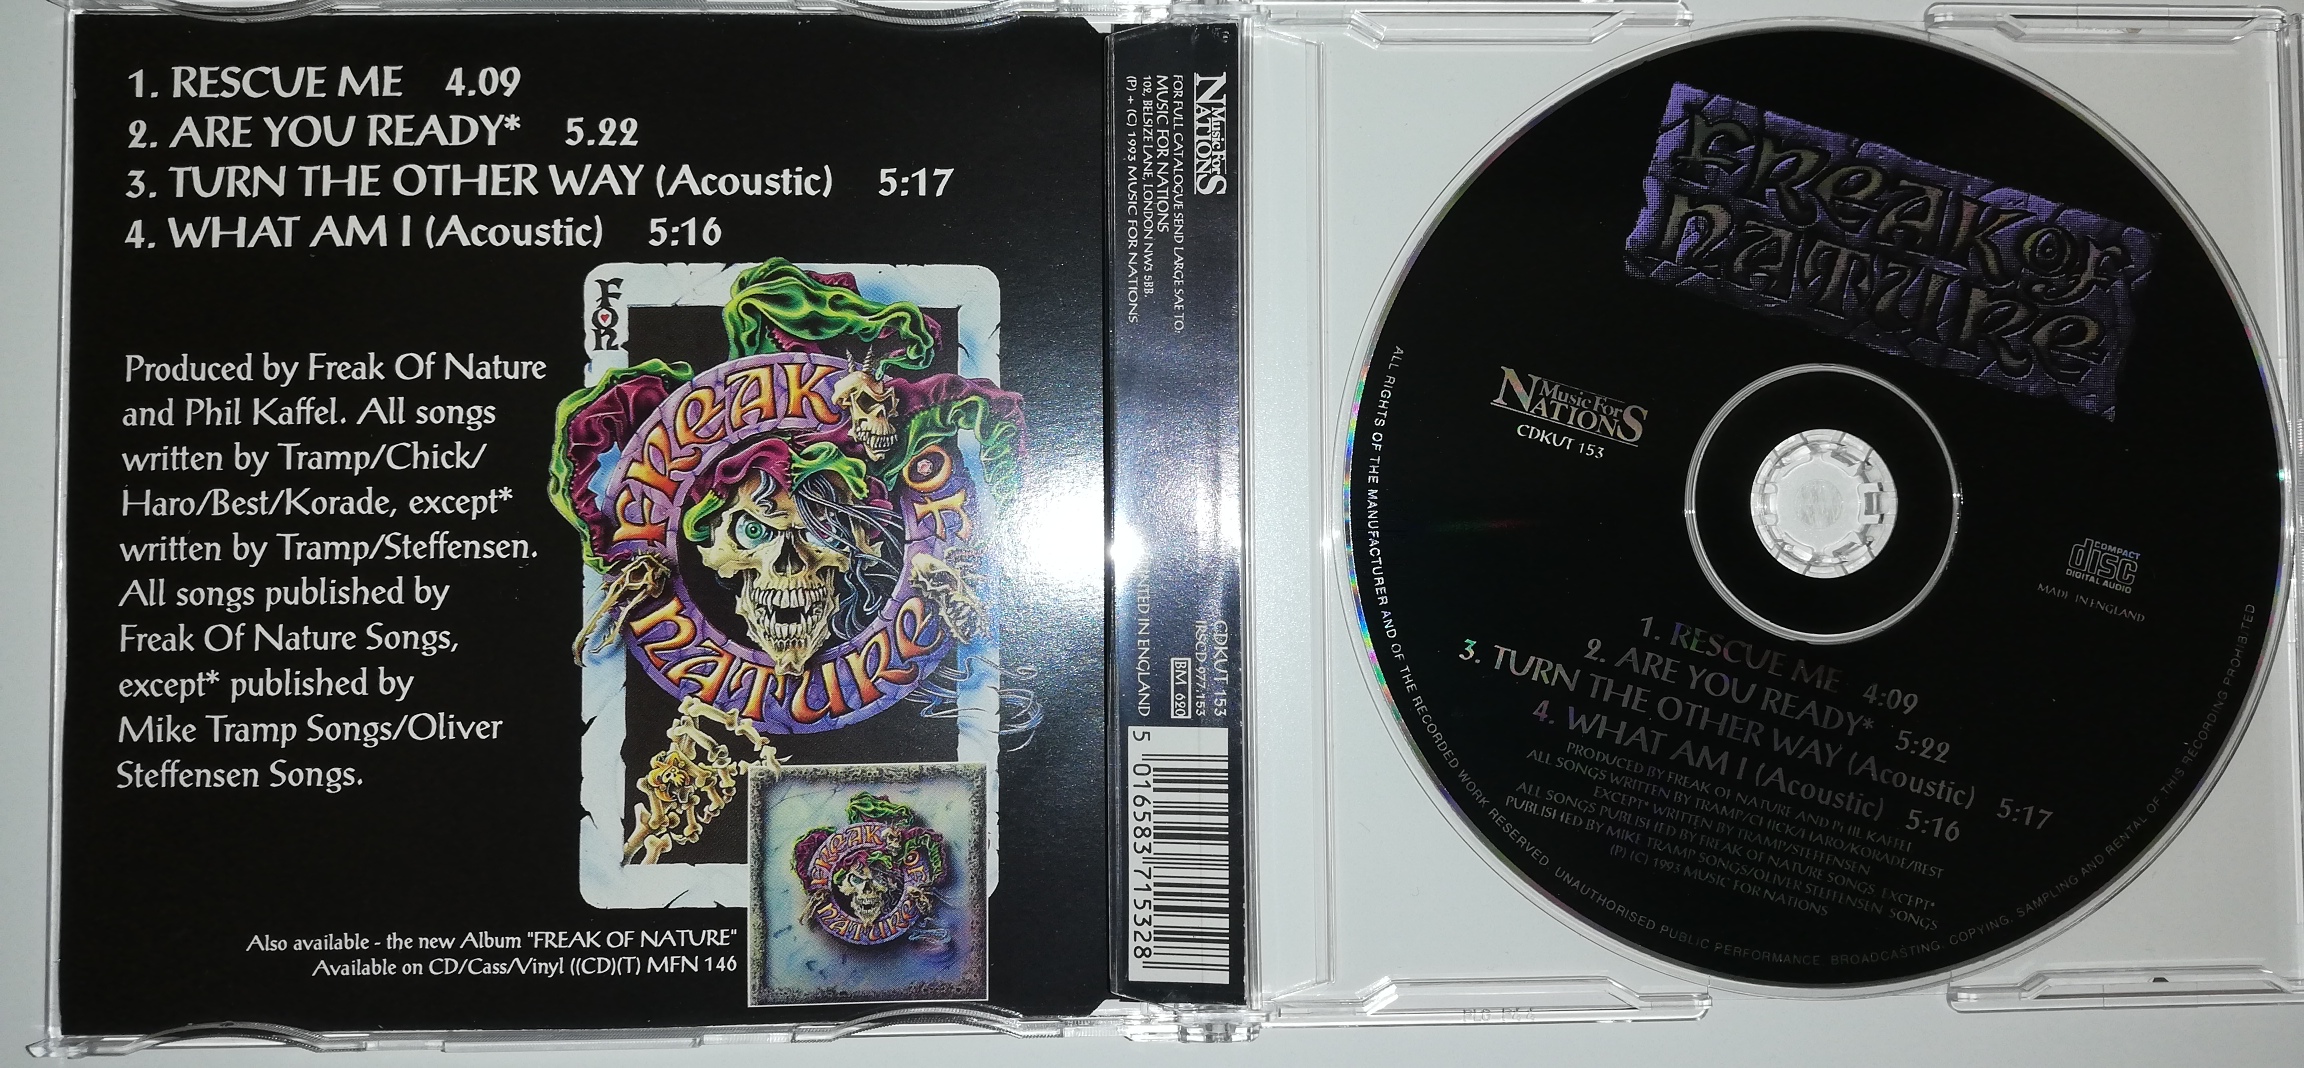 1. RESCUE ME 4.09
2. ARE YOU READY* 5.22
3. TURN THE OTHER WAY (Acoustic) 5:17
4. WHAT AM I (Acoustic) 5:16
Produced by Freak Of Nature
and Phil Kaffel. All songs
written by Tramp/Chick/
Haro/Best/Korade, except*
written by Tramp/Steffensen.
All songs published by
Freak Of Nature Songs,
except* published by
Mike Tramp Songs/Oliver
Steffensen Songs.
FON
FREAK OF NATURE
FREAK OF NATURE
Also available - the new Album "FREAK OF NATURE"
Available on CD/Cass/Vinyl ((CD)(T) MFN 146
Music For
NATIONS
FOR FULL CATALOGUE SEND LARGE SAE TO:
MUSIC FOR NATIONS
102, BELSIZE LANE, LONDON NW3 5BB.
(P) + (C) 1993 MUSIC FOR NATIONS
CDKUT 153
IRSCD 977.153
BM 620
NTED IN ENGLAND
5 016583 715328
FREAK OF
NATURE
Music For
NATIONS
CDKUT 153
COMPACT
disc
DIGITAL AUDIO
MADE IN ENGLAND
1. RESCUE ME 4:09
2. ARE YOU READY* 5:22
3. TURN THE OTHER WAY (Acoustic) 5:17
4. WHAT AM I (Acoustic) 5:16
PRODUCED BY FREAK OF NATURE AND PHIL KAFFEL
ALL SONGS WRITTEN BY TRAMP/CHICK/HARO/KORADE/BEST
EXCEPT* WRITTEN BY TRAMP/STEFFENSEN
ALL SONGS PUBLISHED BY FREAK OF NATURE SONGS EXCEPT*
PUBLISHED BY MIKE TRAMP SONGS/OLIVER STEFFENSEN SONGS
(P) (C) 1993 MUSIC FOR NATIONS
ALL RIGHTS OF THE MANUFACTURER AND OF THE RECORDED WORK RESERVED. UNAUTHORISED PUBLIC PERFORMANCE BROADCASTING, COPYING, SAMPLING AND RENTAL OF THIS RECORDING PROHIBITED